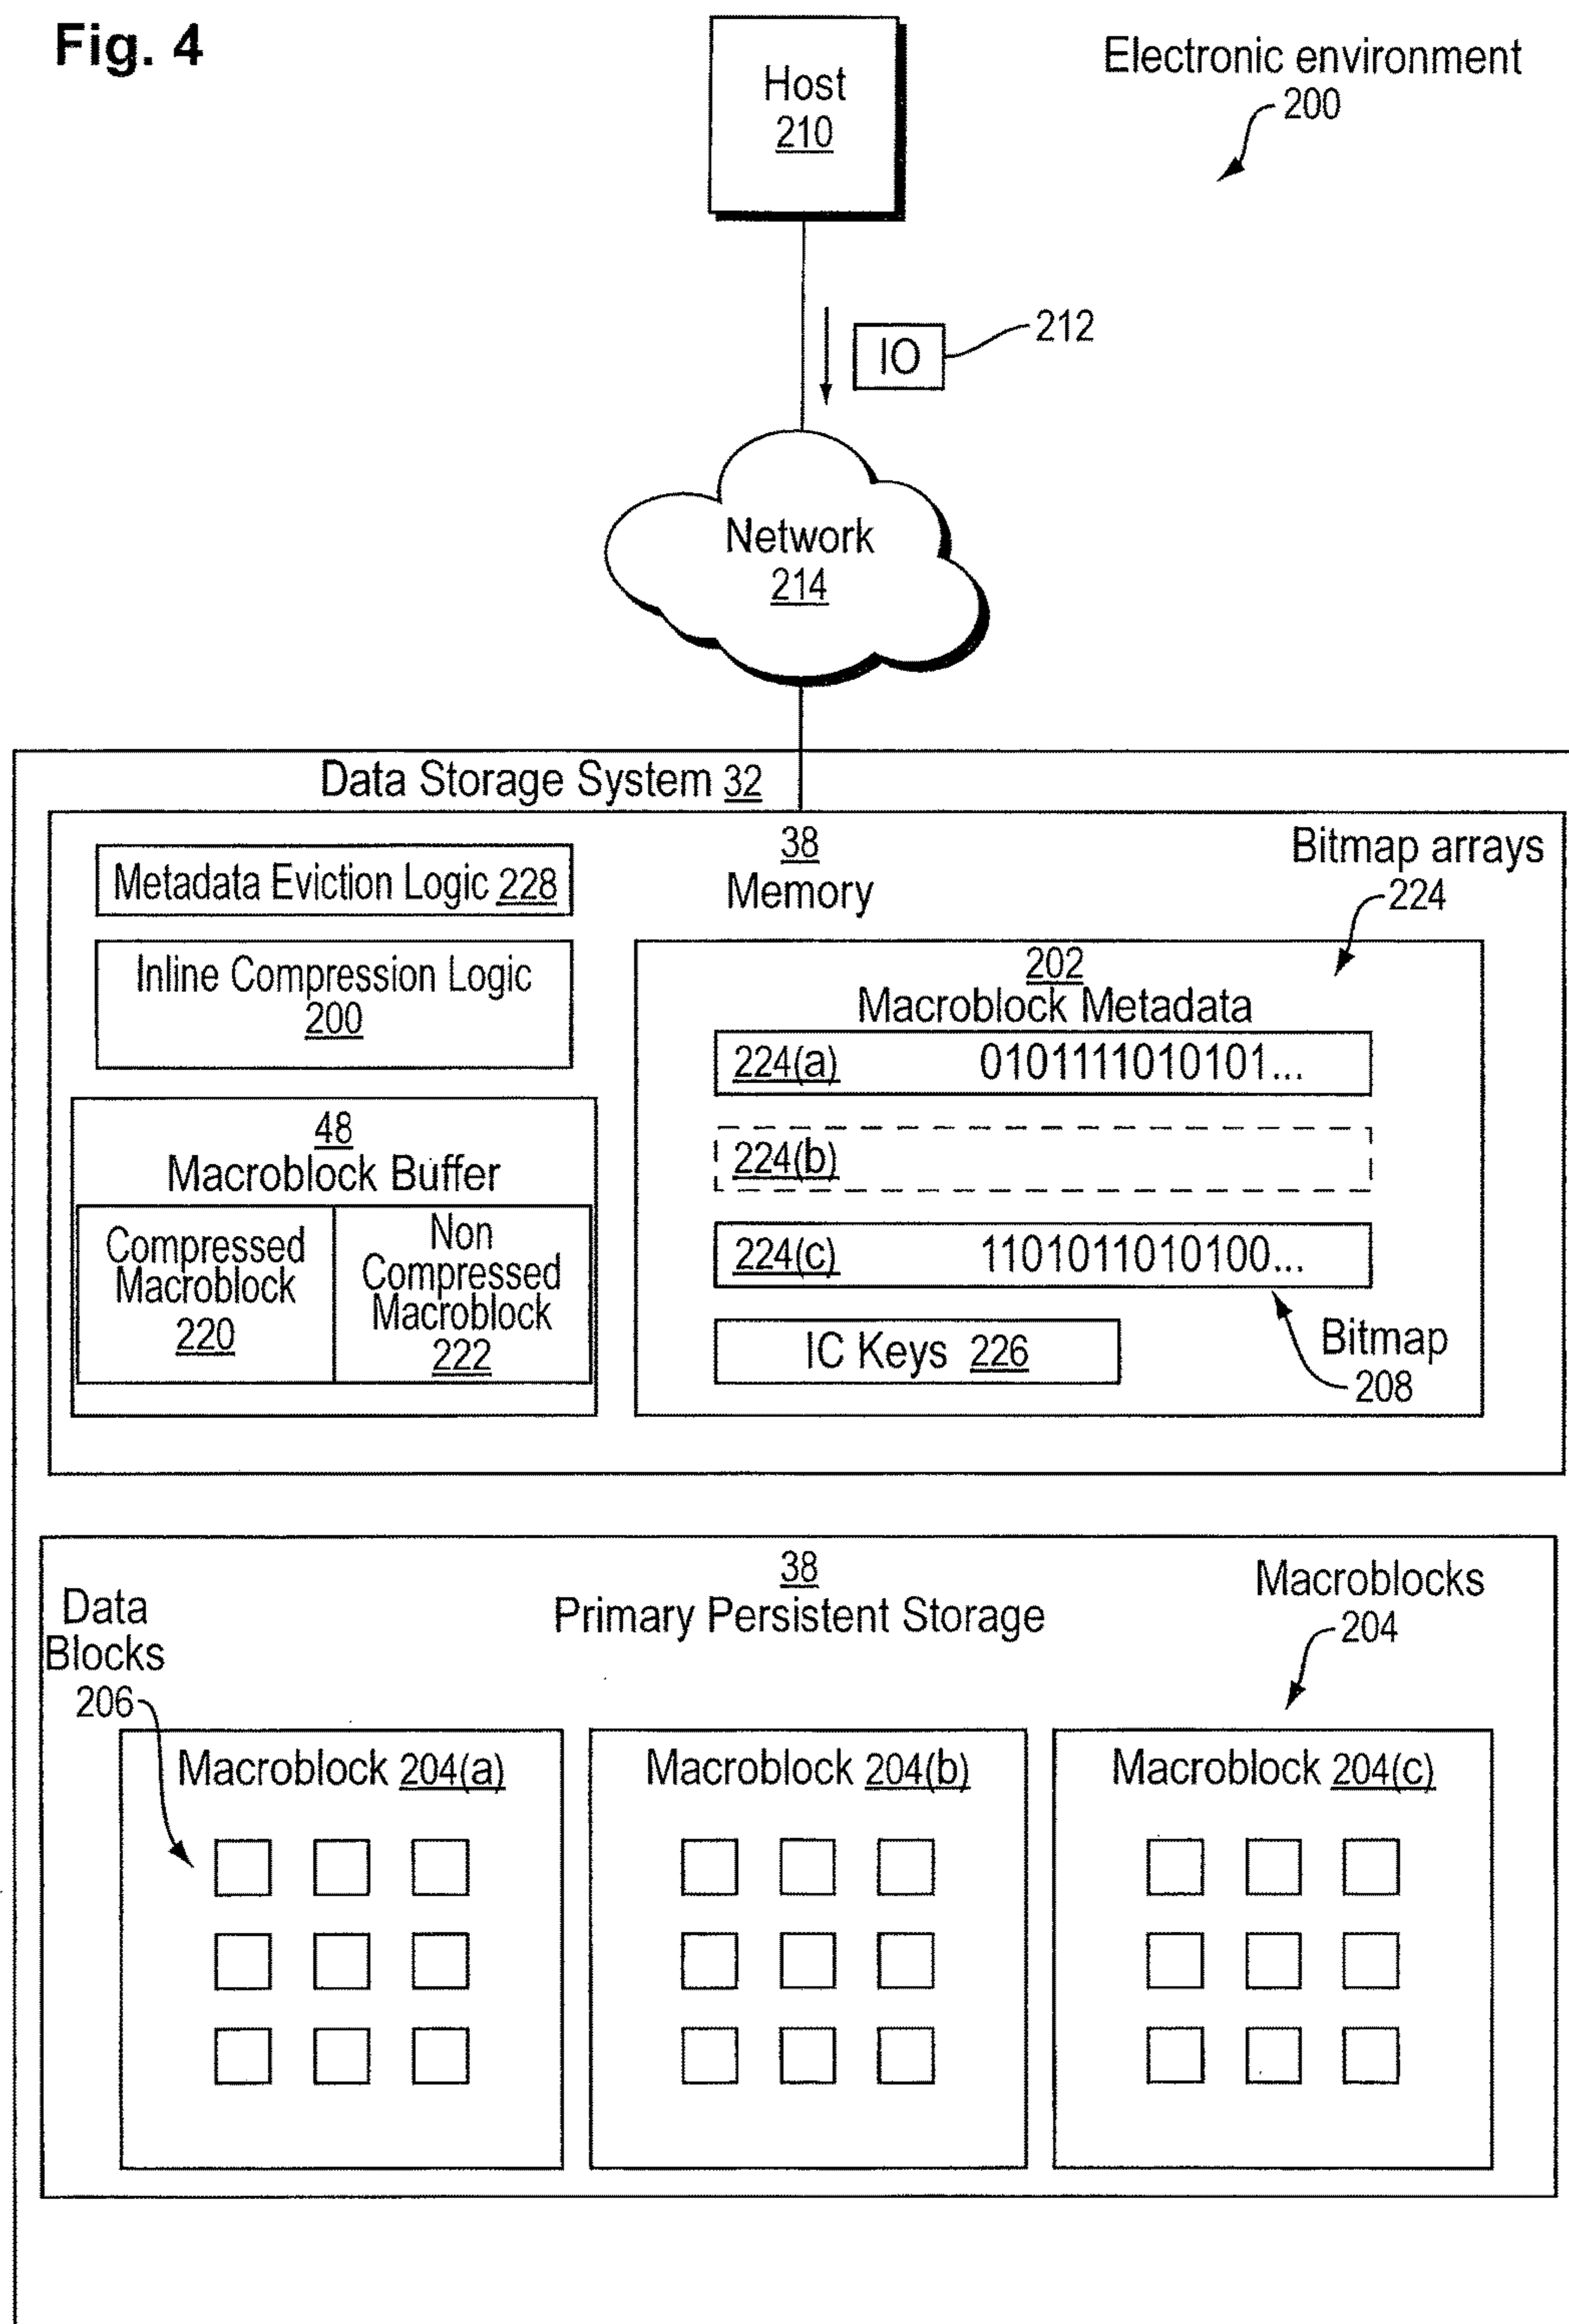 Fig. 4
Host
210
Electronic environment
200
IO
212
Network
214
Data Storage System 32
38
Memory
Metadata Eviction Logic 228
Inline Compression Logic
200
48
Macroblock Buffer
Compressed
Macroblock
220
Non
Compressed
Macroblock
222
Bitmap arrays
224
202
Macroblock Metadata
224(a) 0101111010101...
224(b)
224(c) 1101011010100...
IC Keys 226
Bitmap
208
38
Primary Persistent Storage
Data
Blocks
206
Macroblocks
204
Macroblock 204(a)
Macroblock 204(b)
Macroblock 204(c)